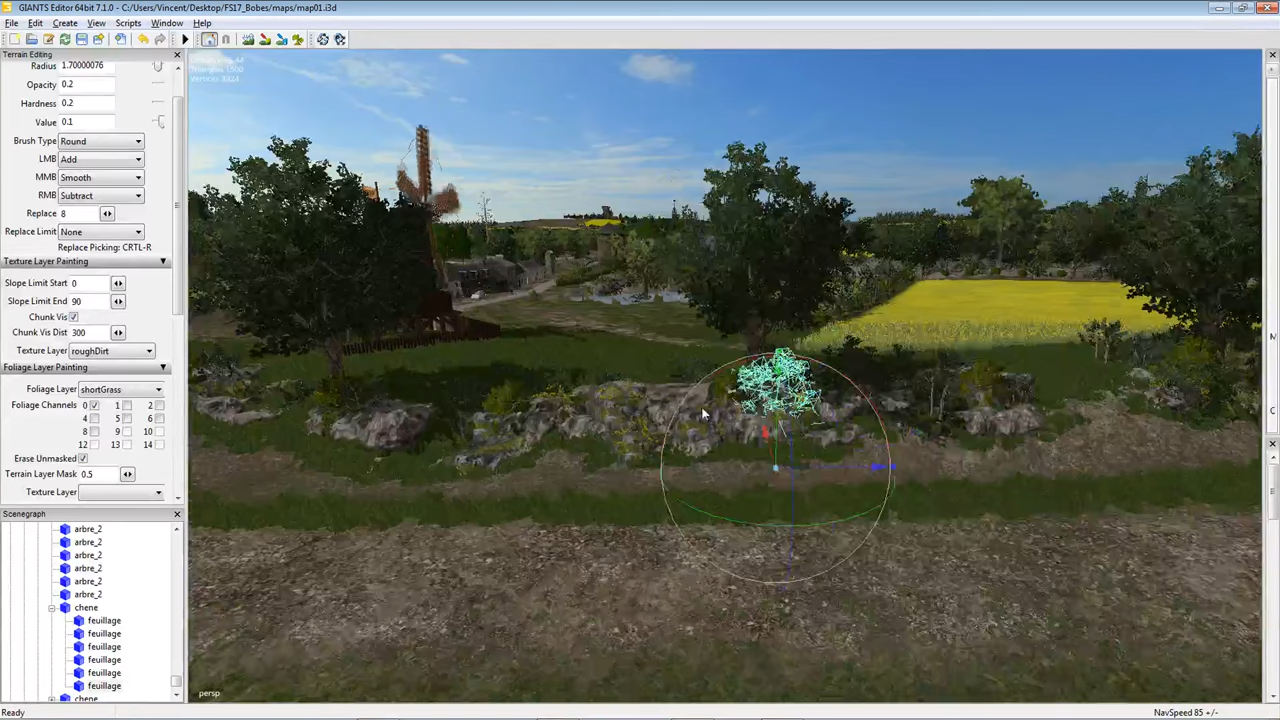 GIANTS Editor 64bit 7.1.0 - C:/Users/Vincent/Desktop/FS17_Bobes/maps/map01.i3d
File Edit Create View Scripts Window Help
Terrain Editing
Radius 1.70000076
Opacity 0.2
Hardness 0.2
Value 0.1
Brush Type Round
LMB Add
MMB Smooth
RMB Subtract
Replace 8
Replace Limit None
Replace Picking: CRTL-R
Texture Layer Painting
Slope Limit Start 0
Slope Limit End 90
Chunk Vis
Chunk Vis Dist 300
Texture Layer roughDirt
Foliage Layer Painting
Foliage Layer shortGrass
Foliage Channels 0 1 2
4 5 6
8 9 10
12 13 14
Erase Unmasked
Terrain Layer Mask 0.5
Texture Layer
Scenegraph
arbre_2
arbre_2
arbre_2
arbre_2
arbre_2
arbre_2
chene
feuillage
feuillage
feuillage
feuillage
feuillage
feuillage
chene
persp
Ready
NavSpeed 85 +/-